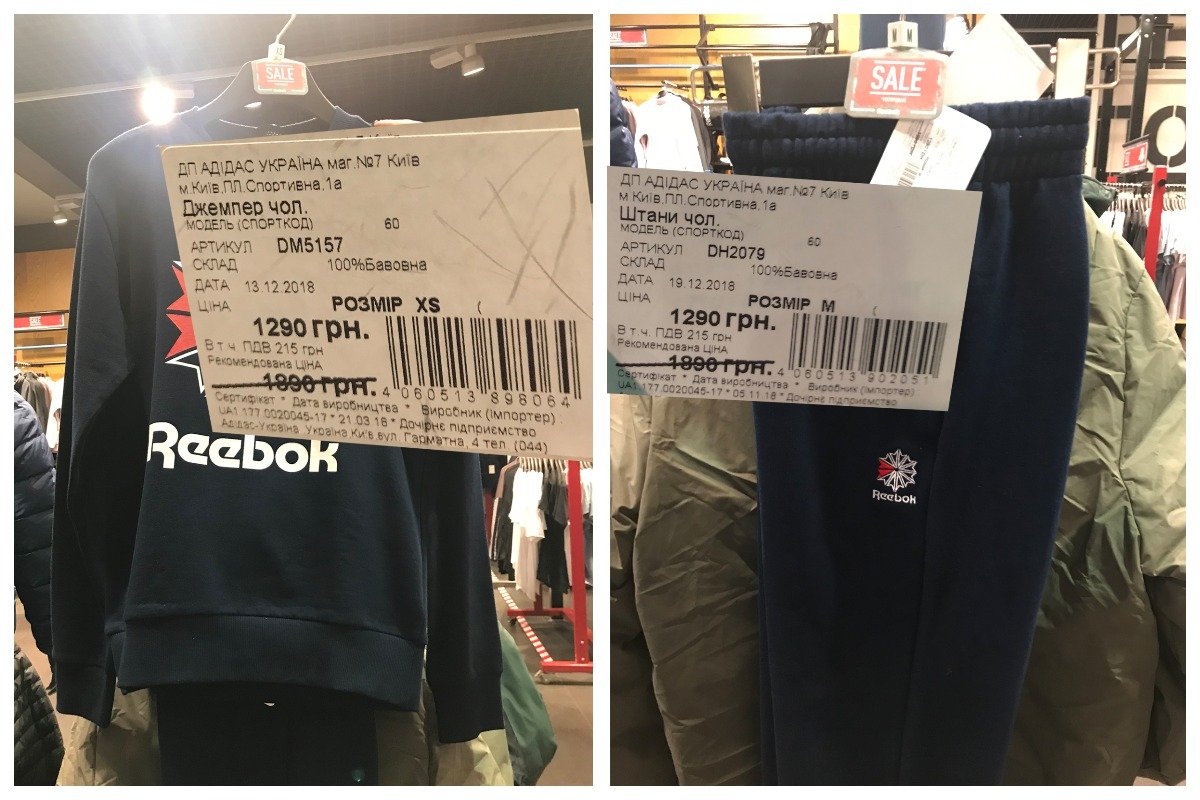 XS
SALE
ДП АДІДАС УКРАЇНА маг.№7 Київ
м.Київ,ПЛ.Спортивна,1а
Джемпер чол.
МОДЕЛЬ (СПОРТКОД) 60
АРТИКУЛ DM5157
СКЛАД 100%Бавовна
ДАТА 13.12.2018
ЦІНА РОЗМІР XS (
1290 грн.
В т.ч. ПДВ 215 грн
Рекомендована ЦІНА
1890 грн.
4 060513 898064
Сертифікат * Дата виробництва * Виробник (імпортер) :
UA1.177.0020045-17 * 21.03.18 * Дочірнє підприємство
Адідас-Україна Україна Київ.вул. Гарматна, 4 тел. (044)
Reebok
SALE
M
SALE
ДП АДІДАС УКРАЇНА маг.№7 Київ
м.Київ,ПЛ.Спортивна,1а
Штани чол.
МОДЕЛЬ (СПОРТКОД) 60
АРТИКУЛ DH2079
СКЛАД 100%Бавовна
ДАТА 19.12.2018
ЦІНА РОЗМІР M (
1290 грн.
В т.ч. ПДВ 215 грн
Рекомендована ЦІНА
1890 грн.
4 060513 902051
Сертифікат * Дата виробництва * Виробник (імпортер)
UA1.177.0020045-17 * 05.11.18 * Дочірнє підприємство
Reebok